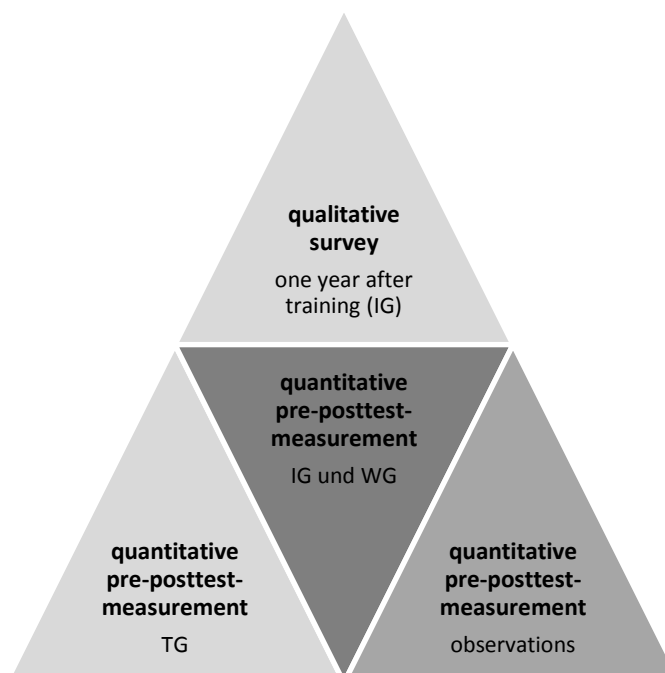 qualitative
survey
one year after
training (IG)
quantitative
pre-posttest-
measurement
IG und WG
quantitative
pre-posttest-
measurement
TG
quantitative
pre-posttest-
measurement
observations